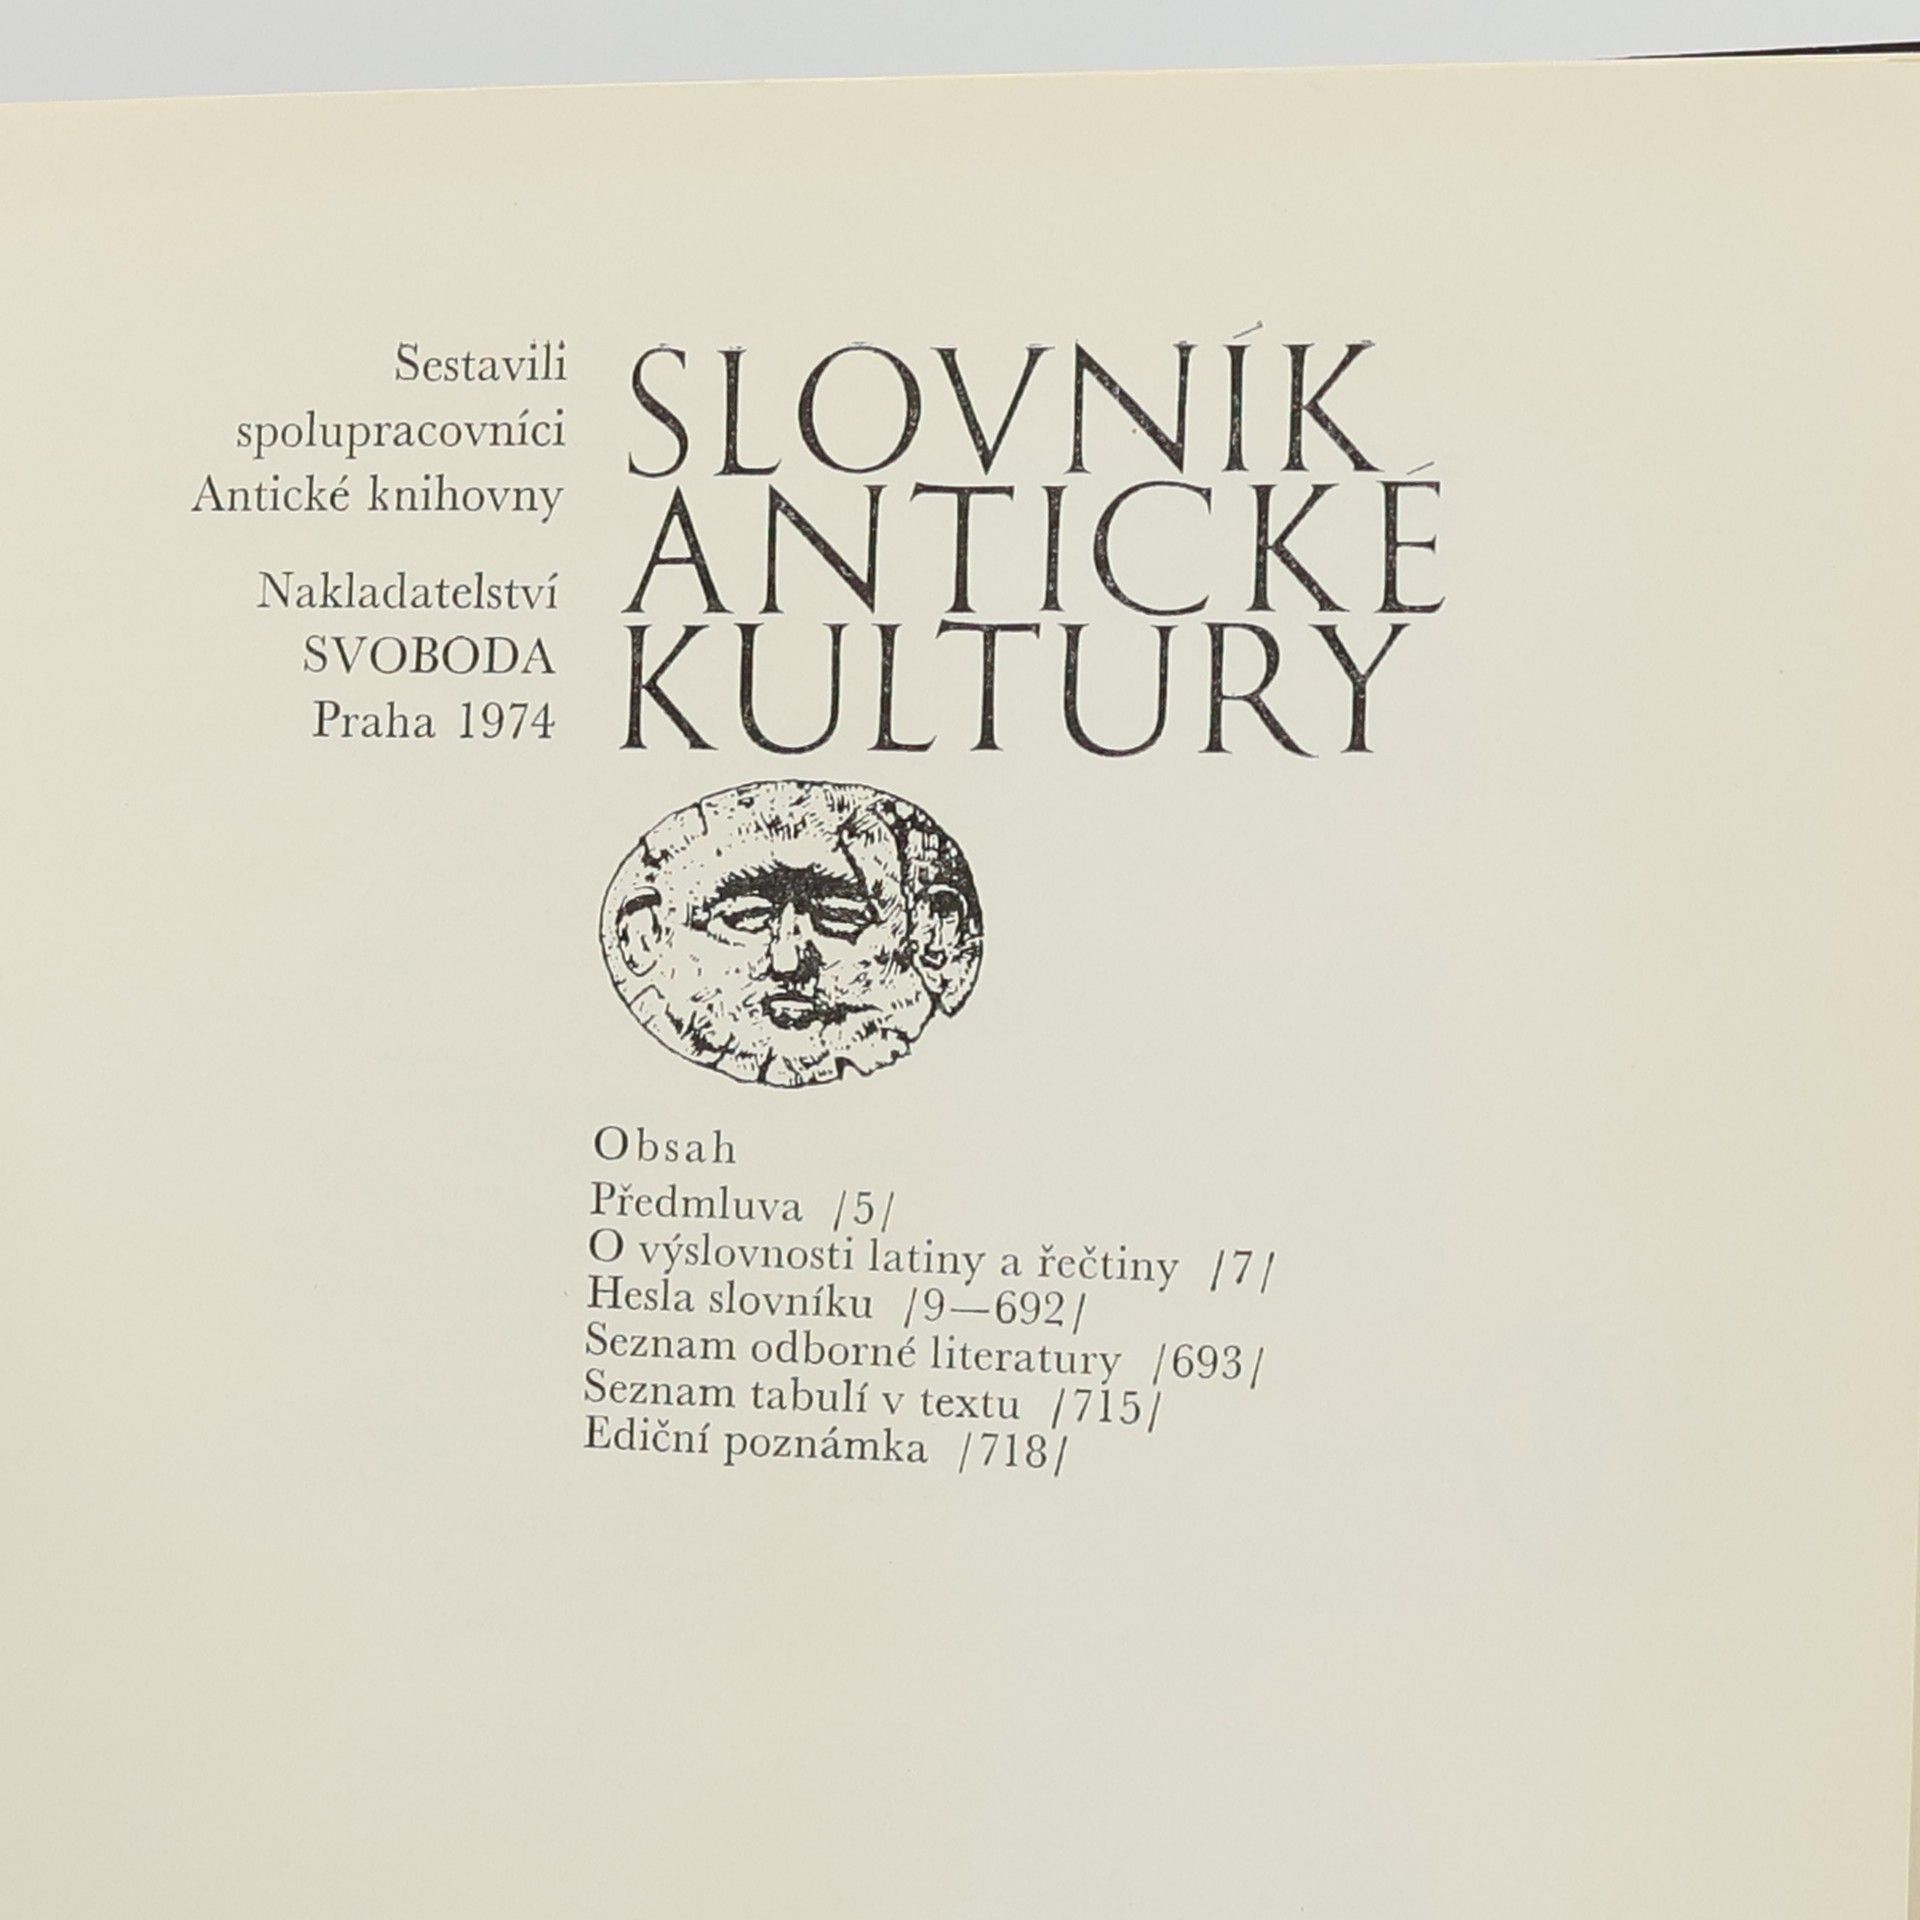 Sestavili
spolupracovníci
Antické knihovny
Nakladatelství
SVOBODA
Praha 1974
SLOVNÍK
ANTICKÉ
KULTURY
Obsah
Předmluva /5/
O výslovnosti latiny a řečtiny /7/
Hesla slovníku /9—692/
Seznam odborné literatury /693/
Seznam tabulí v textu /715/
Ediční poznámka /718/